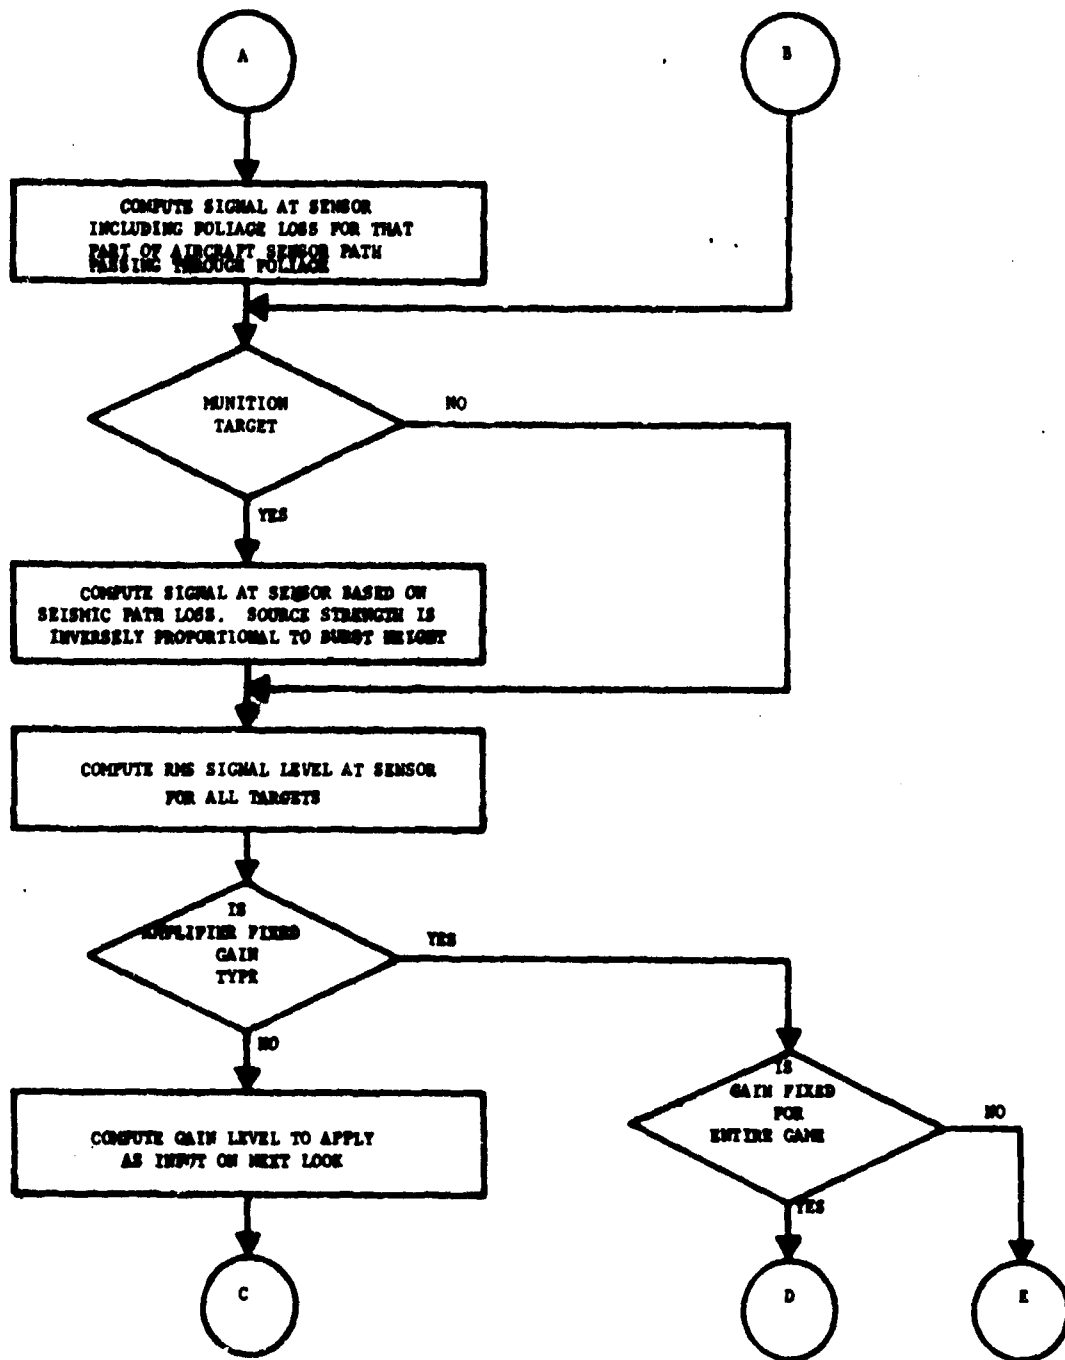 A
B
COMPUTE SIGNAL AT SENSOR
INCLUDING FOLIAGE LOSS FOR THAT
PART OF AIRCRAFT SENSOR PATH
PASSING THROUGH FOLIAGE
MUNITION
TARGET
NO
YES
COMPUTE SIGNAL AT SENSOR BASED ON
SEISMIC PATH LOSS. SOURCE STRENGTH IS
INVERSELY PROPORTIONAL TO BURST HEIGHT
COMPUTE RMS SIGNAL LEVEL AT SENSOR
FOR ALL TARGETS
IS
AMPLIFIER FIXED
GAIN
TYPE
YES
NO
IS
GAIN FIXED
FOR
ENTIRE GAME
NO
YES
COMPUTE GAIN LEVEL TO APPLY
AS INPUT ON NEXT LOOK
C
D
E